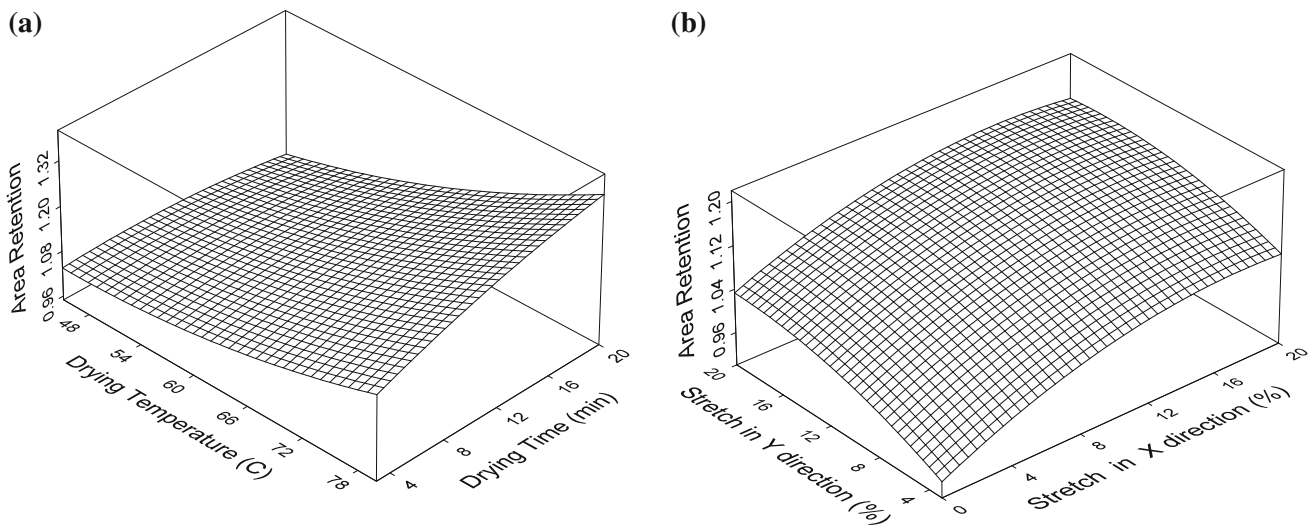 (a)
Area Retention
0.96 1.08 1.20 1.32
48 54 60 66 72 78
Drying Temperature (C)
4 8 12 16 20
Drying Time (min)
(b)
Area Retention
0.96 1.04 1.12 1.20
20 16 12 8 4
Stretch in Y direction (%)
0 4 8 12 16 20
Stretch in X direction (%)